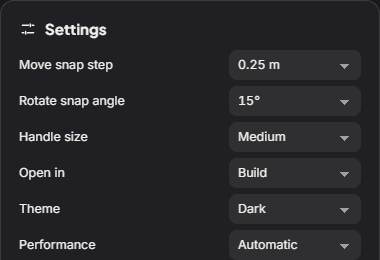 Settings
Move snap step 0.25 m
Rotate snap angle 15°
Handle size Medium
Open in Build
Theme Dark
Performance Automatic